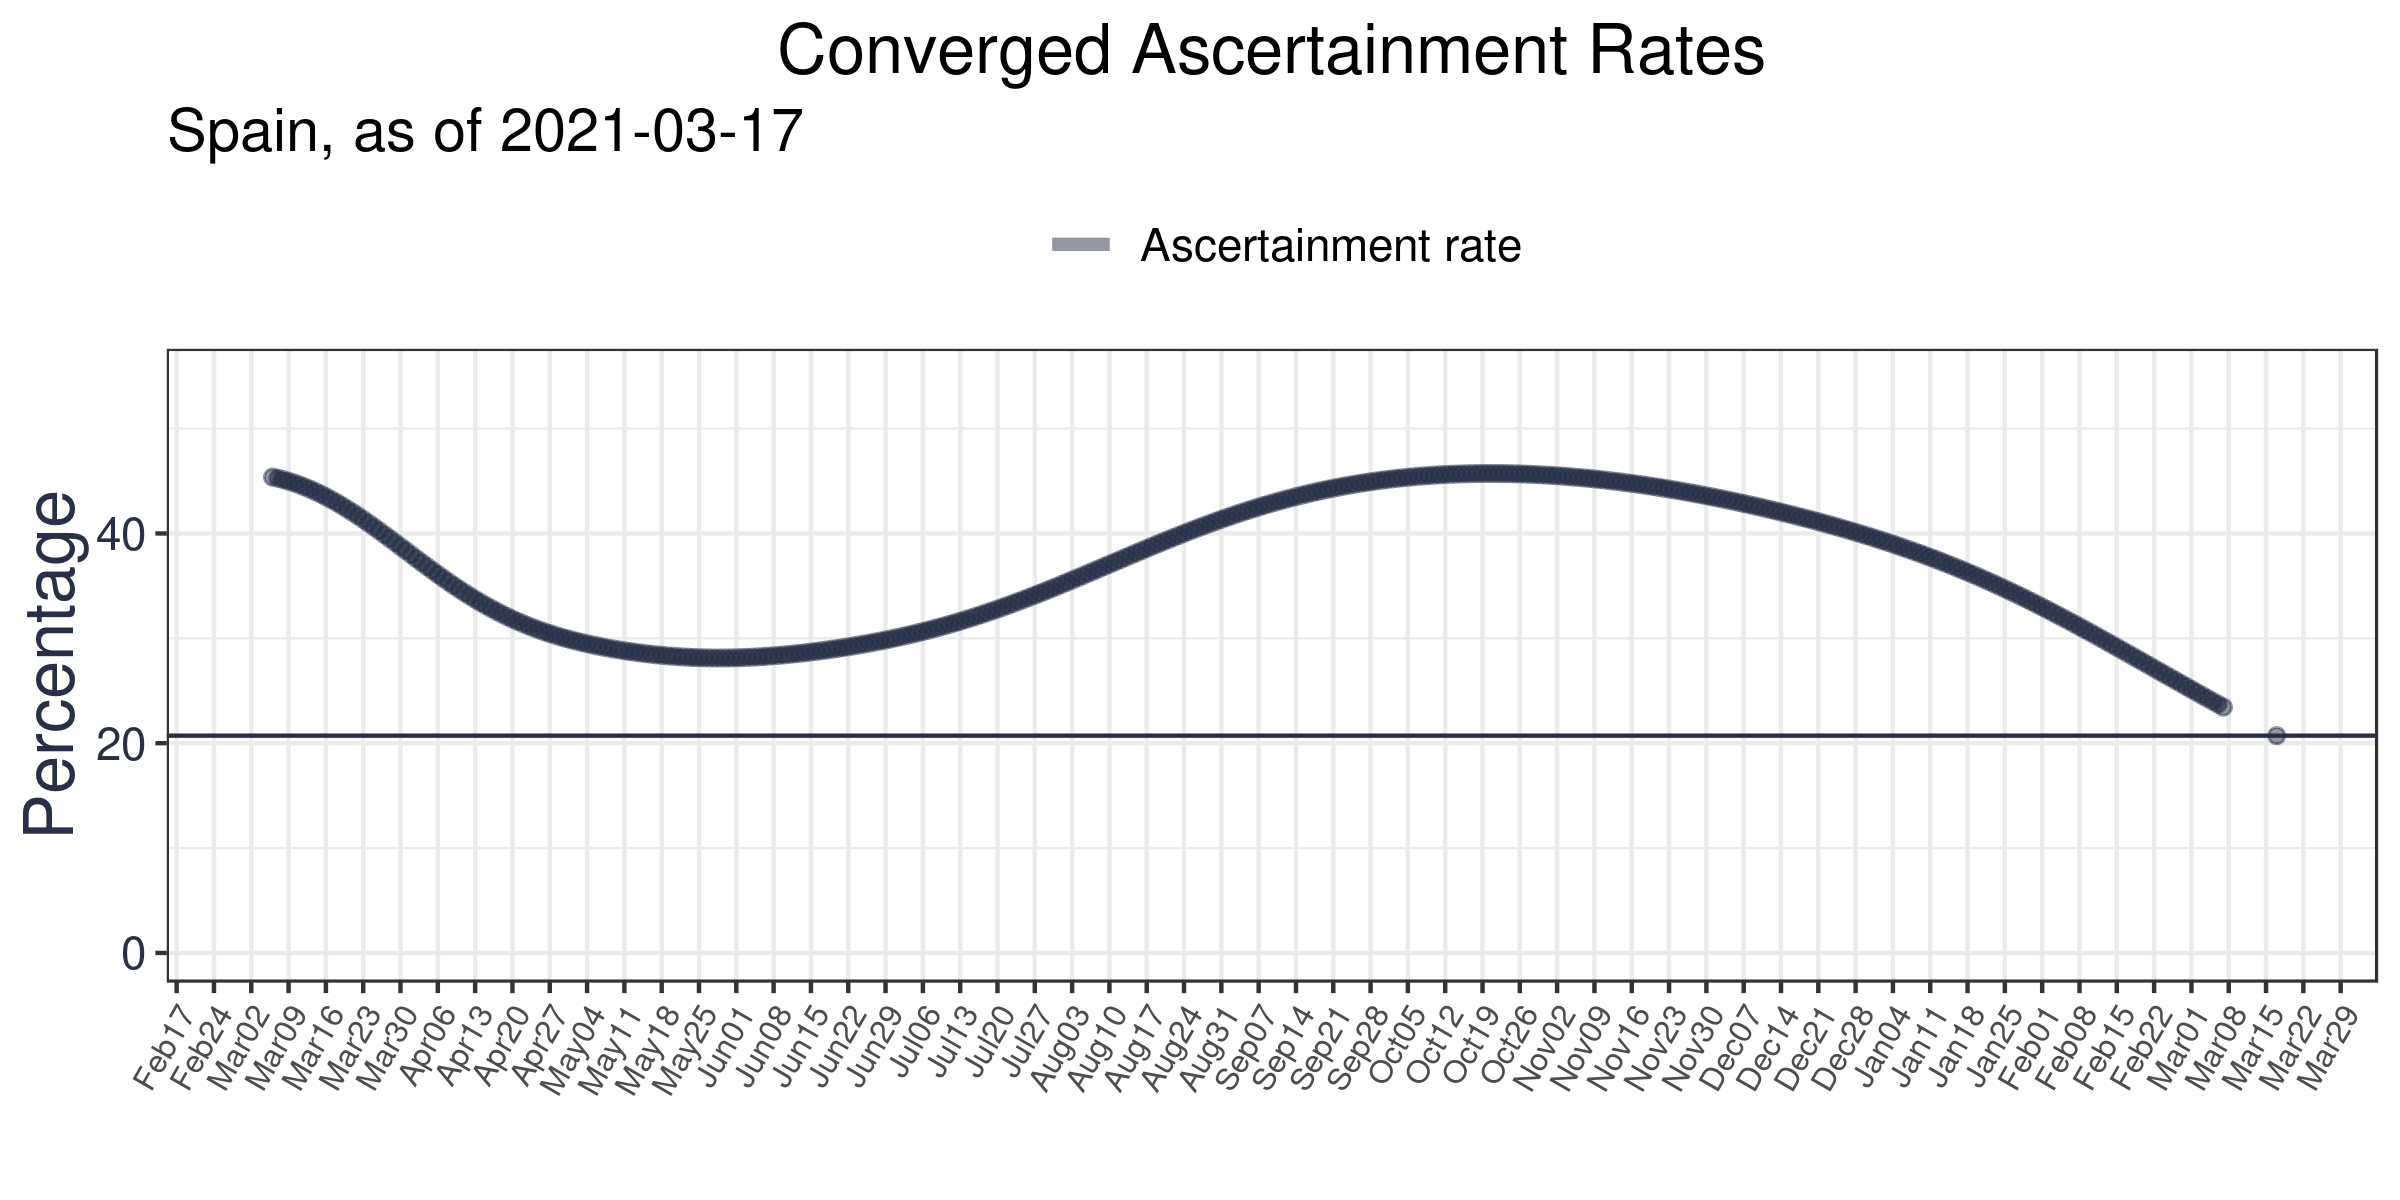 Converged Ascertainment Rates
Spain, as of 2021-03-17
Ascertainment rate
Percentage
40
20
0
Feb17
Feb24
Mar02
Mar09
Mar16
Mar23
Mar30
Apr06
Apr13
Apr20
Apr27
May04
May11
May18
May25
Jun01
Jun08
Jun15
Jun22
Jun29
Jul06
Jul13
Jul20
Jul27
Aug03
Aug10
Aug17
Aug24
Aug31
Sep07
Sep14
Sep21
Sep28
Oct05
Oct12
Oct19
Oct26
Nov02
Nov09
Nov16
Nov23
Nov30
Dec07
Dec14
Dec21
Dec28
Jan04
Jan11
Jan18
Jan25
Feb01
Feb08
Feb15
Feb22
Mar01
Mar08
Mar15
Mar22
Mar29